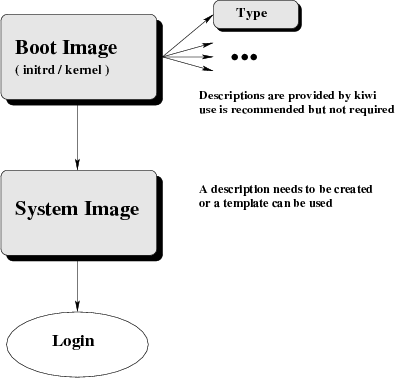 Type
Boot Image
( initrd / kernel )
Descriptions are provided by kiwi
use is recommended but not required
System Image
A description needs to be created
or a template can be used
Login